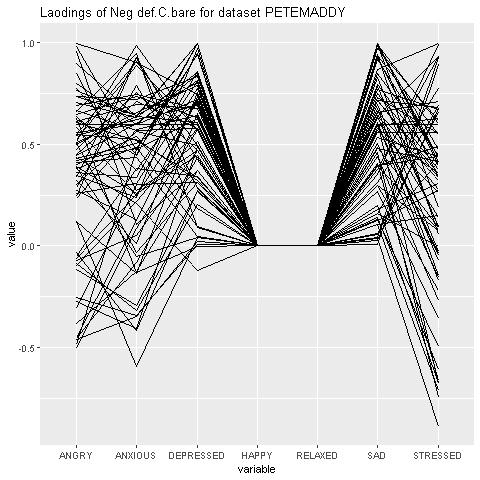 Laodings of Neg def.C.bare for dataset PETEMADDY
1.0
0.5
0.0
-0.5
value
ANGRY ANXIOUS DEPRESSED HAPPY RELAXED SAD STRESSED
variable